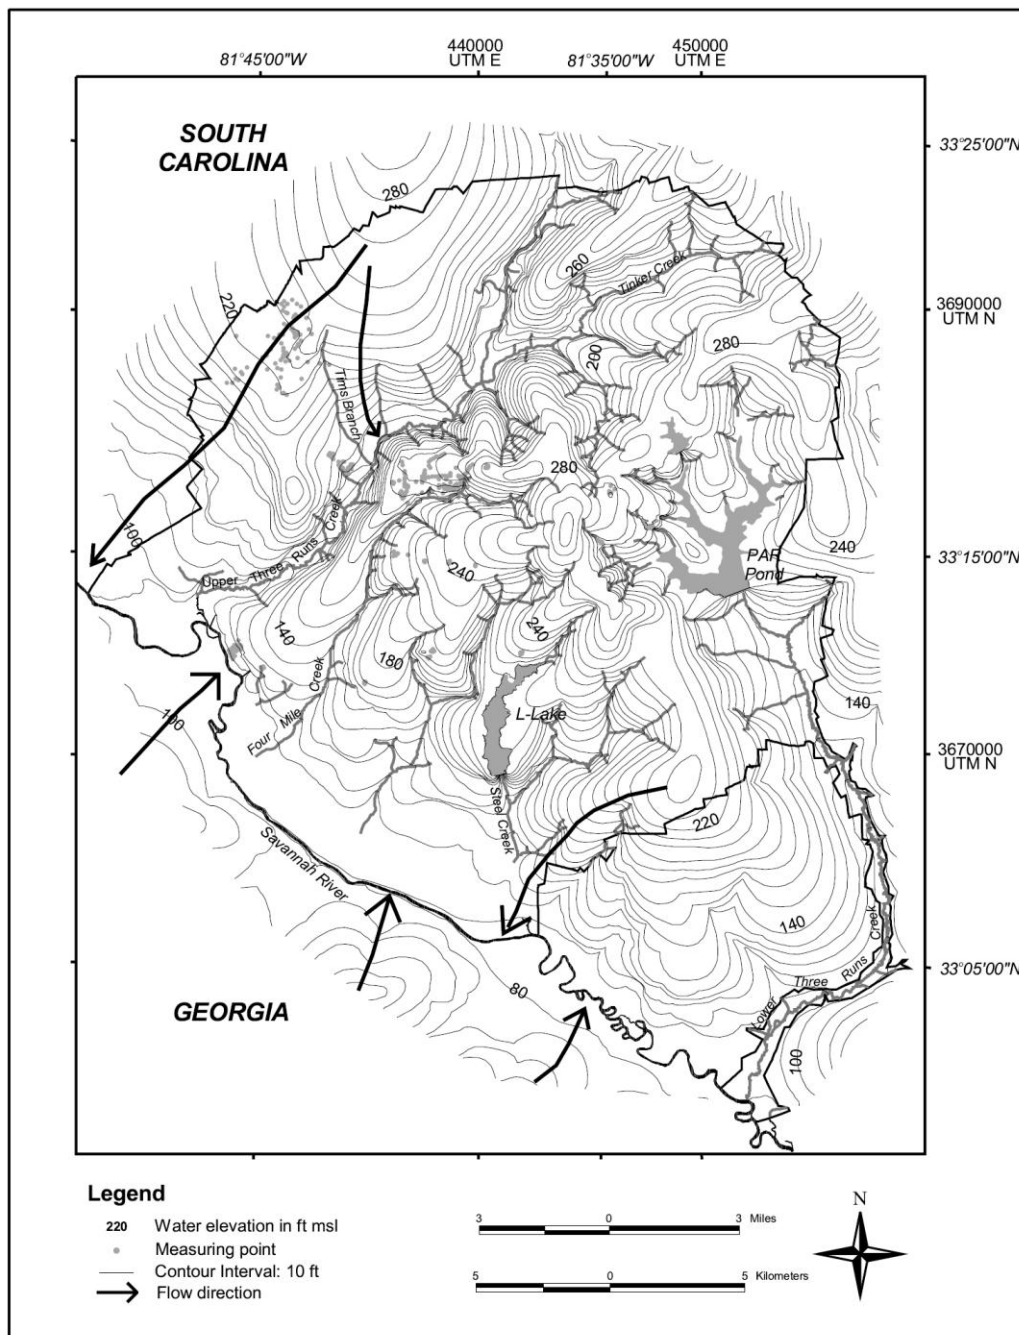 440000
UTM E
450000
UTM E
81°45'00"W
81°35'00"W
SOUTH
CAROLINA
33°25'00"N
280
260
Tinker Creek
220
3690000
UTM N
280
200
Tims Branch
280
100
Upper Three Runs Creek
240
PAR
Pond
33°15'00"N
240
140
240
180
100
Four Mile Creek
L-Lake
140
3670000
UTM N
Steel Creek
220
Savannah River
140
33°05'00"N
80
Lower Three Runs Creek
GEORGIA
100
Legend
220 Water elevation in ft msl
Measuring point
Contour Interval: 10 ft
Flow direction
3 0 3 Miles
5 0 5 Kilometers
N